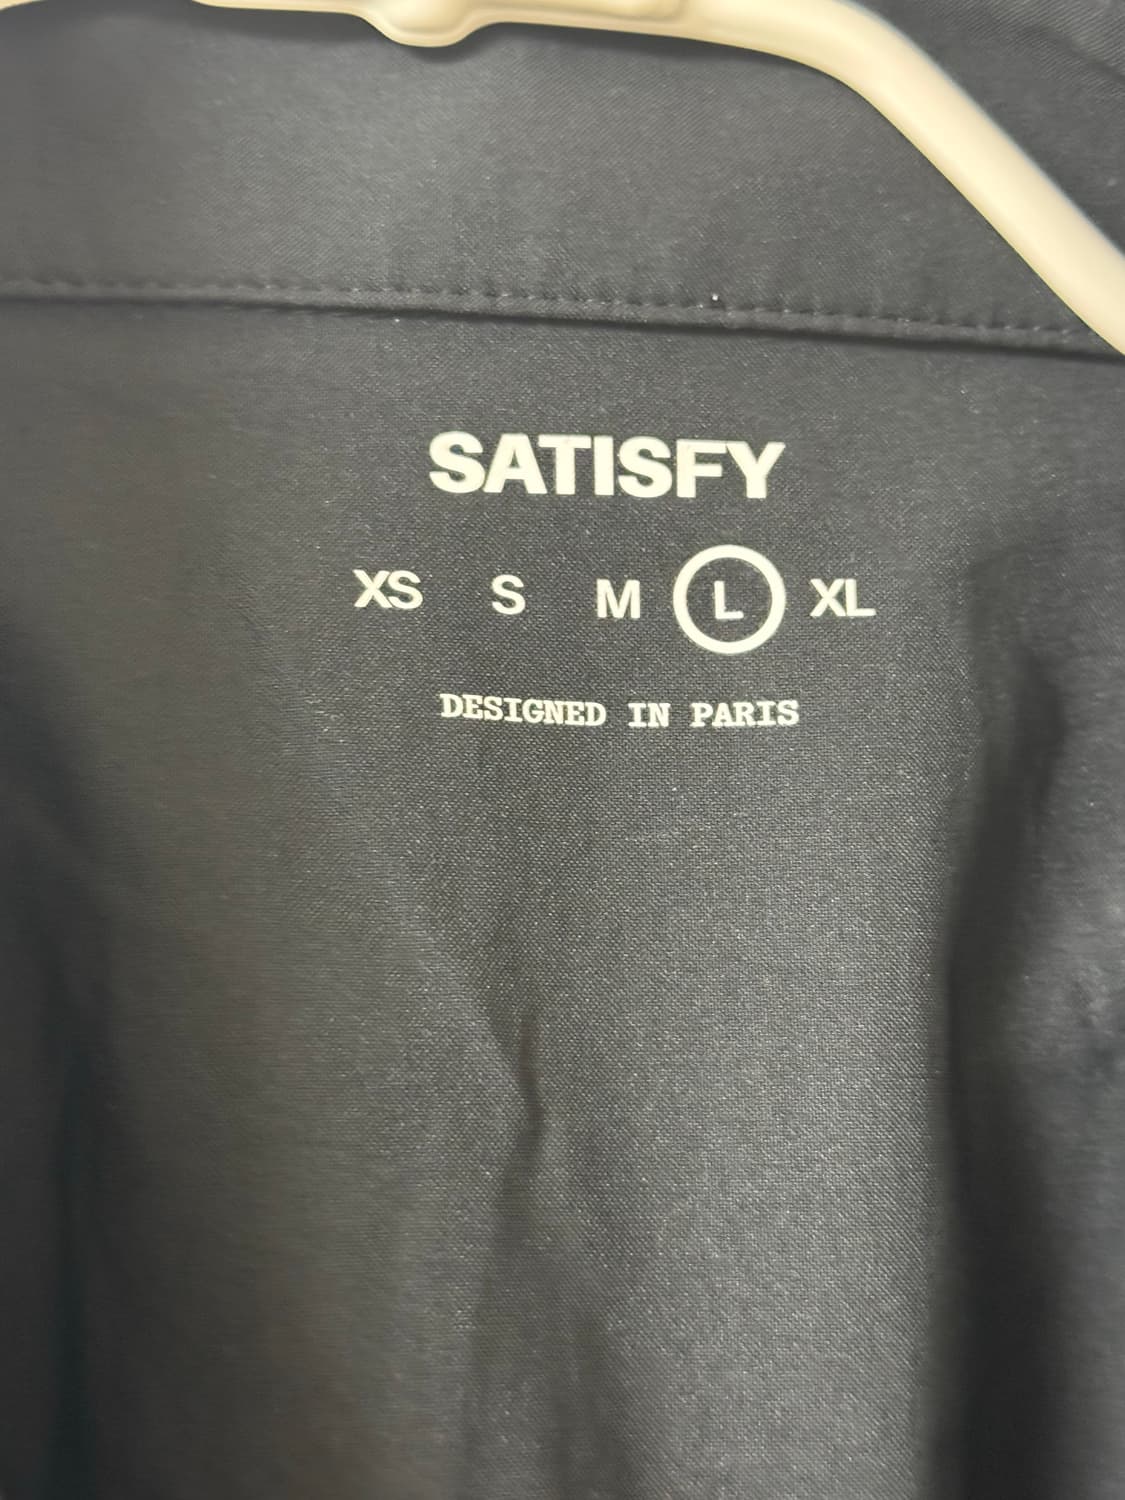 SATISFY
XS S M L XL
DESIGNED IN PARIS